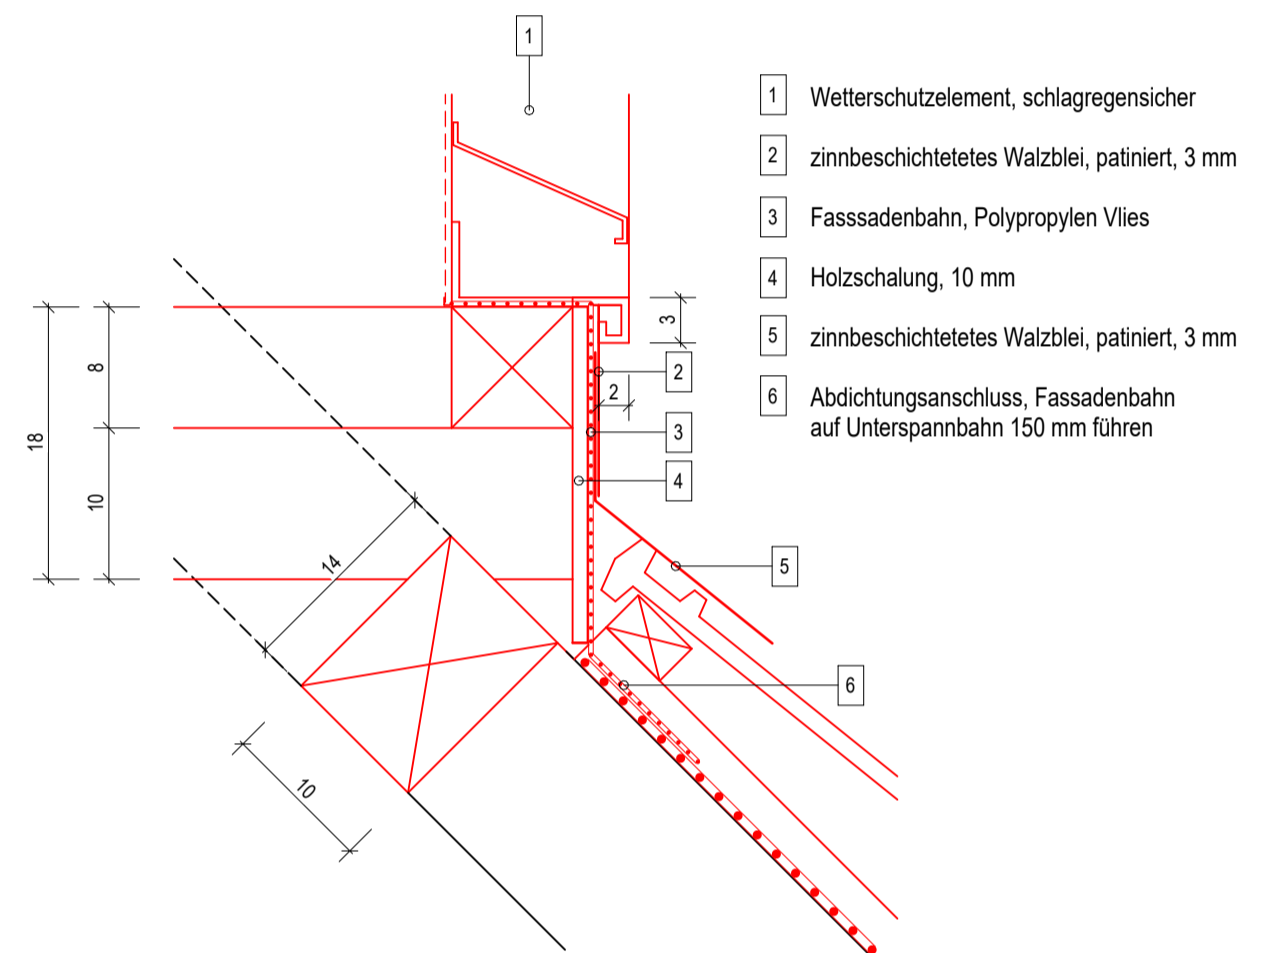 1
1 Wetterschutzelement, schlagregensicher
2 zinnbeschichtetetes Walzblei, patiniert, 3 mm
3 Fasssadenbahn, Polypropylen Vlies
4 Holzschalung, 10 mm
5 zinnbeschichtetetes Walzblei, patiniert, 3 mm
6 Abdichtungsanschluss, Fassadenbahn
auf Unterspannbahn 150 mm führen
3
8
2
2
18
3
10
4
14
5
6
10